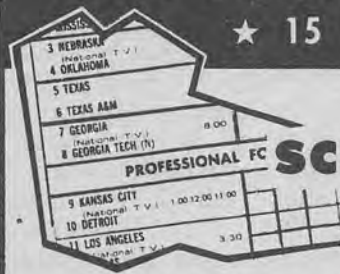 ★ 15
3 NEBRASKA
(National T.V.)
4 OKLAHOMA
5 TEXAS
6 TEXAS A&M
7 GEORGIA 8:00
(National T.V.)
8 GEORGIA TECH (N)
PROFESSIONAL FC
SC
9 KANSAS CITY
(National T.V.) 1:00 12:00 11:00
10 DETROIT
11 LOS ANGELES
(National T.V.) 3:30